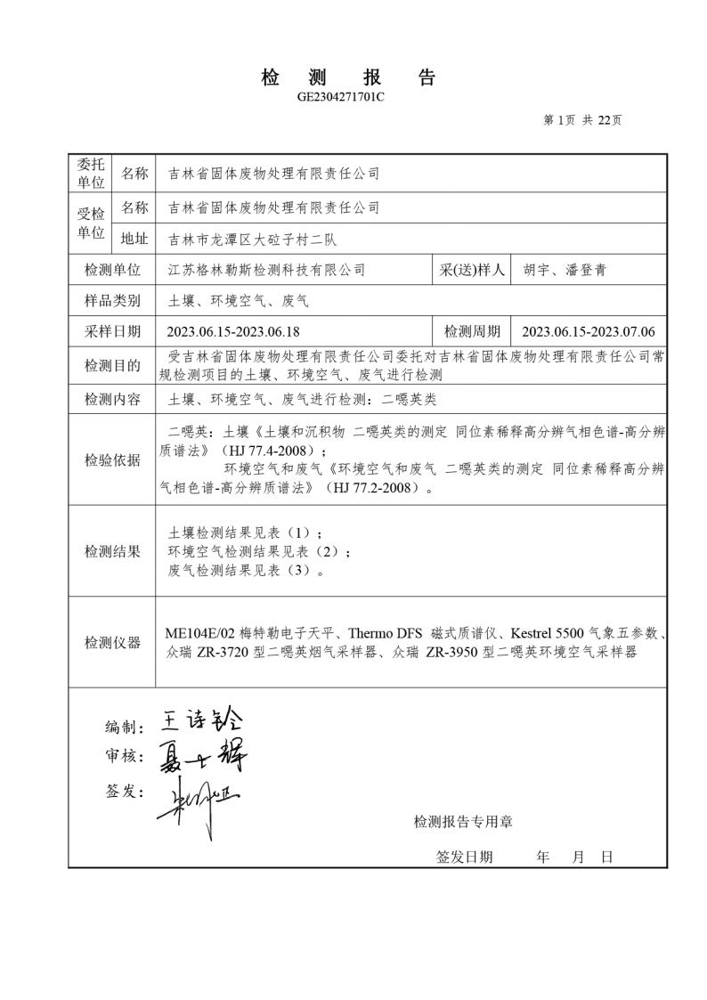 检 测 报 告
GE2304271701C
第 1页 共 22页
委托单位 名称 吉林省固体废物处理有限责任公司
受检单位 名称 吉林省固体废物处理有限责任公司
地址 吉林市龙潭区大砬子村二队
检测单位 江苏格林勒斯检测科技有限公司 采(送)样人 胡宇、潘登青
样品类别 土壤、环境空气、废气
采样日期 2023.06.15-2023.06.18 检测周期 2023.06.15-2023.07.06
检测目的 受吉林省固体废物处理有限责任公司委托对吉林省固体废物处理有限责任公司常
规检测项目的土壤、环境空气、废气进行检测
检测内容 土壤、环境空气、废气进行检测：二噁英类
检验依据 二噁英：土壤《土壤和沉积物 二噁英类的测定 同位素稀释高分辨气相色谱-高分辨
质谱法》（HJ 77.4-2008）；
环境空气和废气《环境空气和废气 二噁英类的测定 同位素稀释高分辨
气相色谱-高分辨质谱法》（HJ 77.2-2008）。
检测结果 土壤检测结果见表（1）；
环境空气检测结果见表（2）；
废气检测结果见表（3）。
检测仪器 ME104E/02 梅特勒电子天平、Thermo DFS 磁式质谱仪、Kestrel 5500 气象五参数、
众瑞 ZR-3720 型二噁英烟气采样器、众瑞 ZR-3950 型二噁英环境空气采样器
编制： 王诗铃
审核： 聂士辉
签发：
检测报告专用章
签发日期 年 月 日